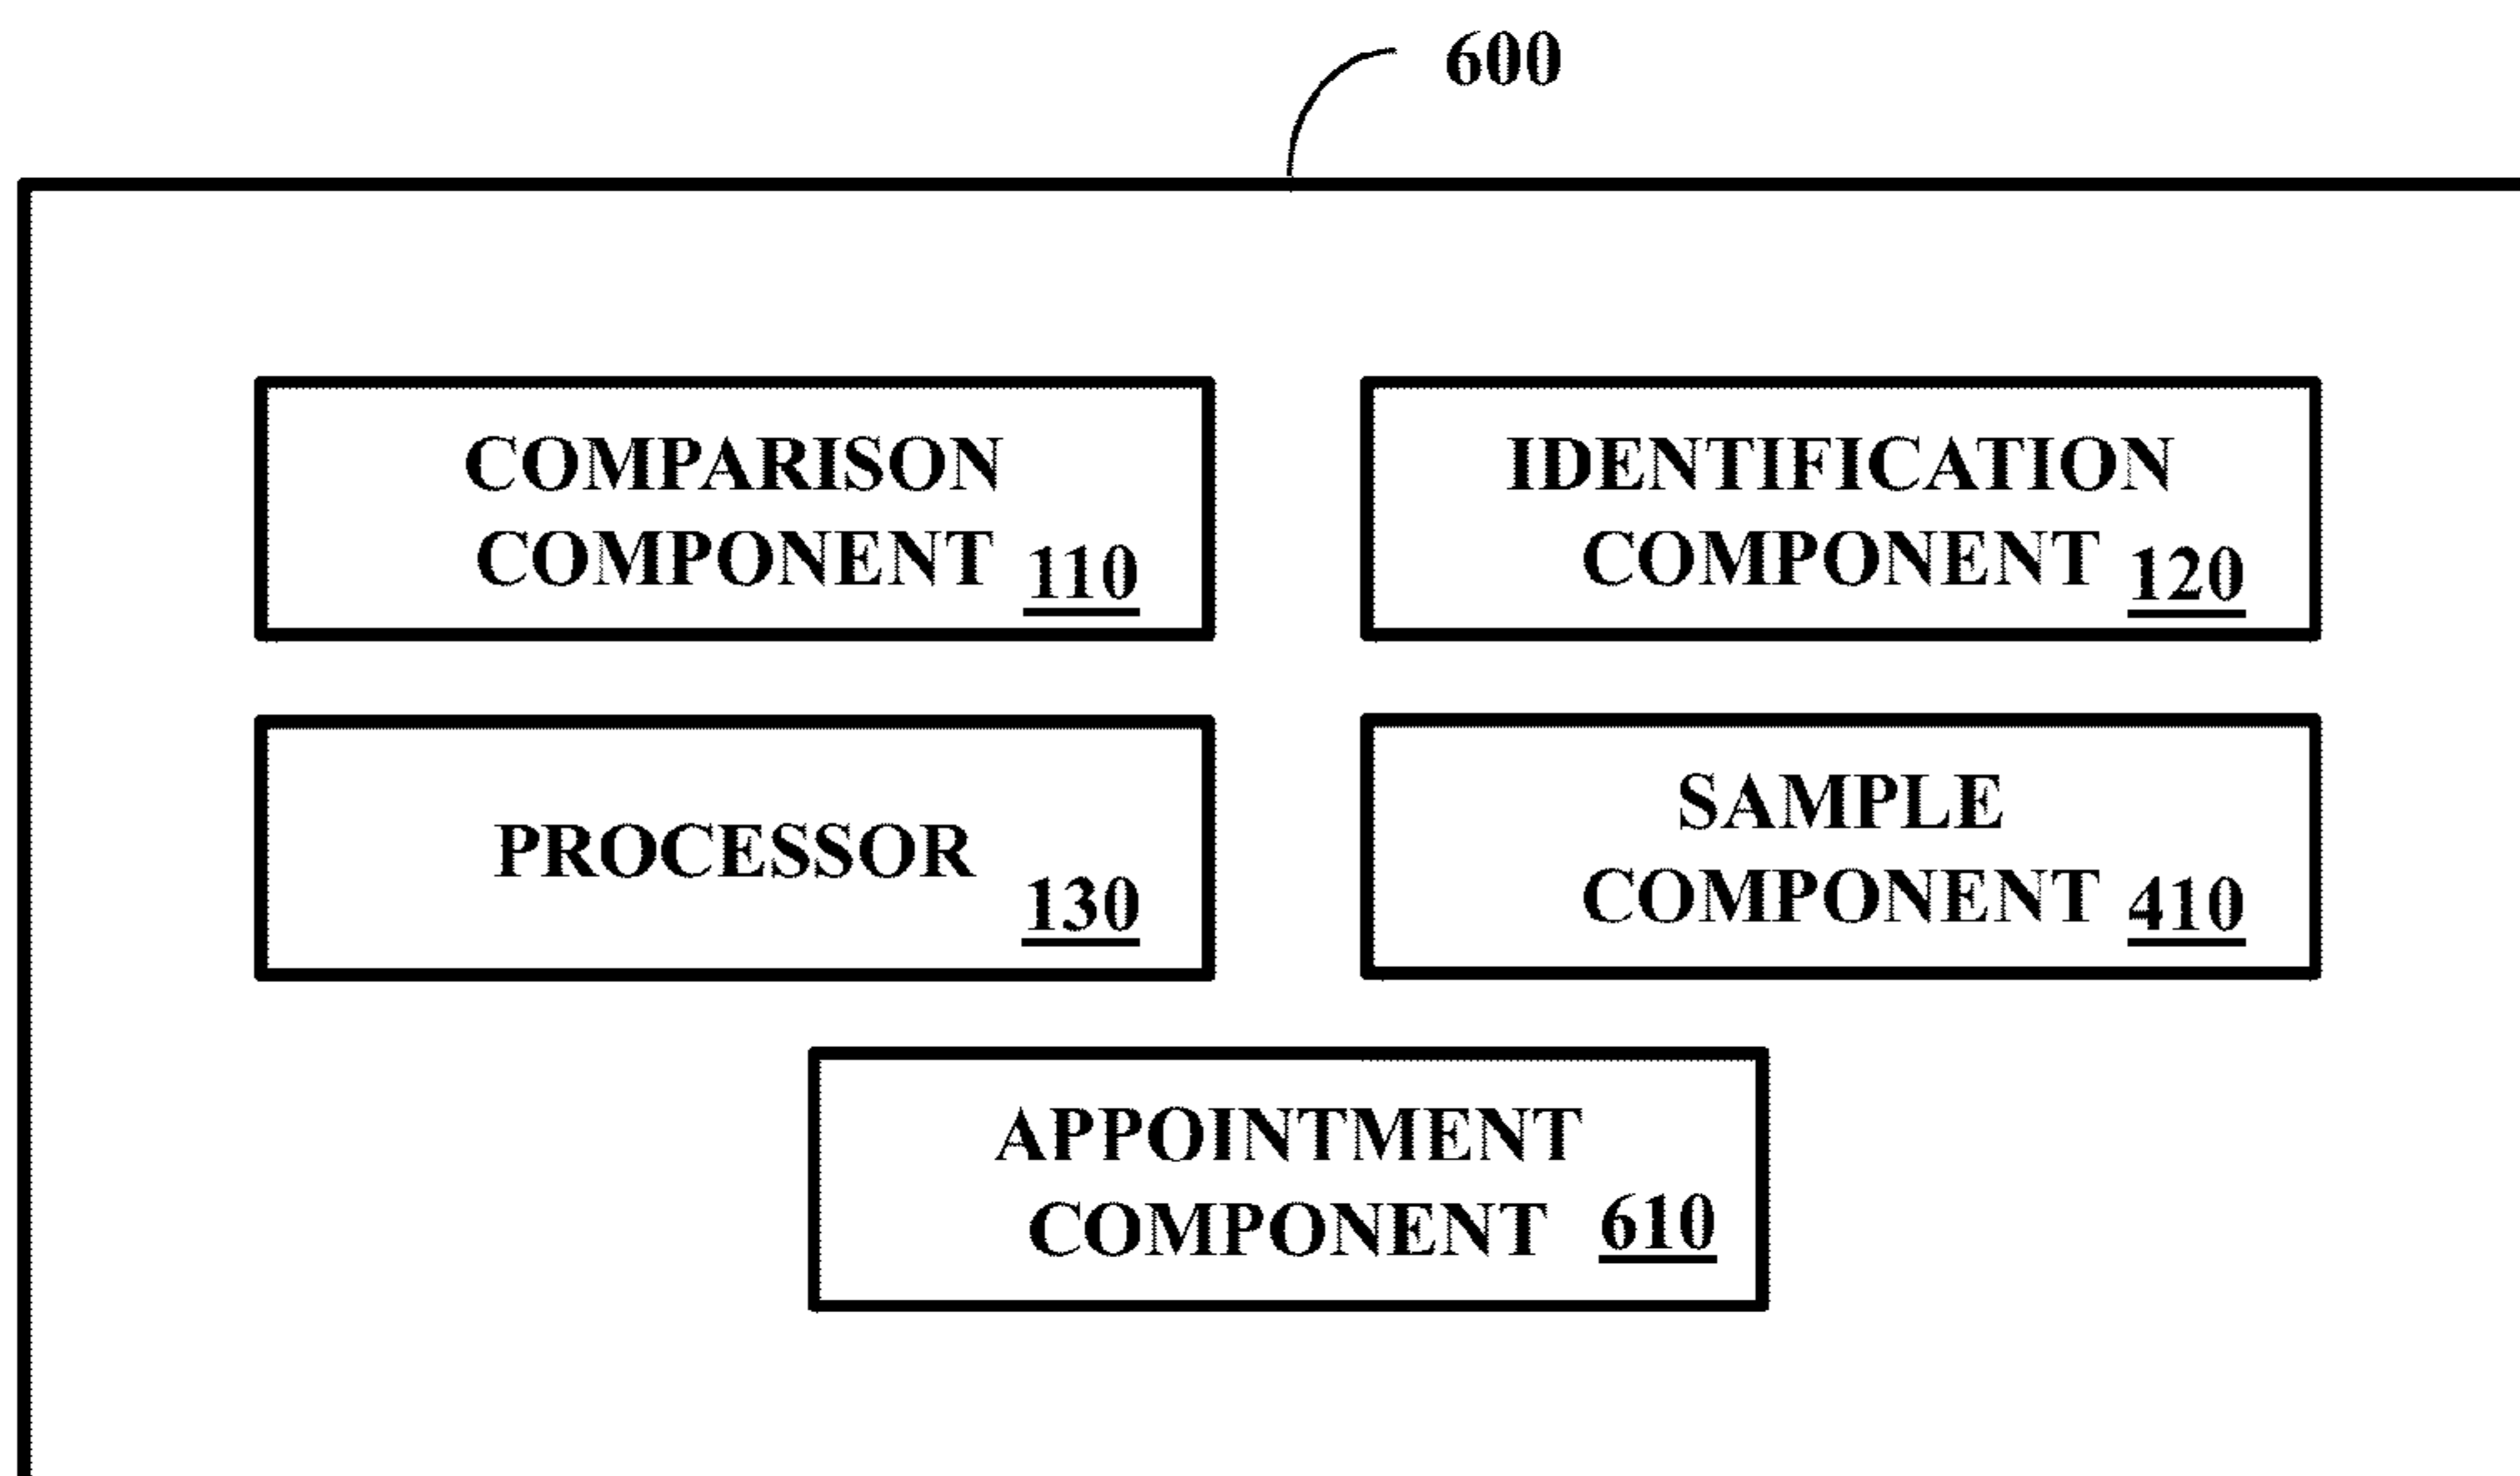 600
COMPARISON
COMPONENT 110
IDENTIFICATION
COMPONENT 120
PROCESSOR
130
SAMPLE
COMPONENT 410
APPOINTMENT
COMPONENT 610